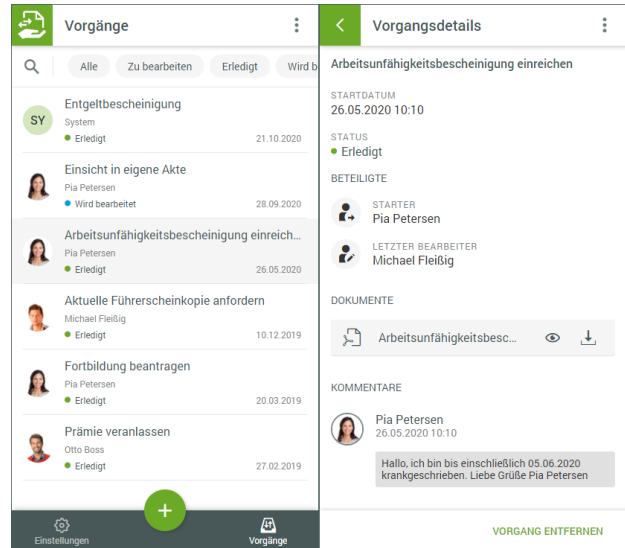 Vorgänge
Alle
Zu bearbeiten
Erledigt
Wird b
SY
Entgeltbescheinigung
System
Erledigt
21.10.2020
Einsicht in eigene Akte
Pia Petersen
Wird bearbeitet
28.09.2020
Arbeitsunfähigkeitsbescheinigung einreich...
Pia Petersen
Erledigt
26.05.2020
Aktuelle Führerscheinkopie anfordern
Michael Fleißig
Erledigt
10.12.2019
Fortbildung beantragen
Pia Petersen
Erledigt
20.03.2019
Prämie veranlassen
Otto Boss
Erledigt
27.02.2019
Einstellungen
Vorgänge
Vorgangsdetails
Arbeitsunfähigkeitsbescheinigung einreichen
STARTDATUM
26.05.2020 10:10
STATUS
Erledigt
BETEILIGTE
STARTER
Pia Petersen
LETZTER BEARBEITER
Michael Fleißig
DOKUMENTE
Arbeitsunfähigkeitsbesc...
KOMMENTARE
Pia Petersen
26.05.2020 10:10
Hallo, ich bin bis einschließlich 05.06.2020
krankgeschrieben. Liebe Grüße Pia Petersen
VORGANG ENTFERNEN